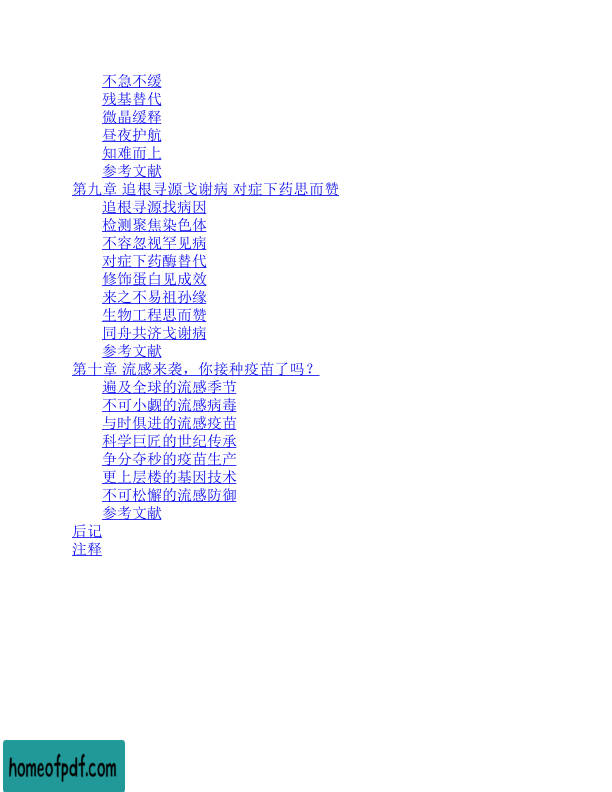 不急不缓
残基替代
微晶缓释
昼夜护航
知难而上
参考文献
第九章 追根寻源戈谢病 对症下药思而赞
追根寻源找病因
检测聚焦染色体
不容忽视罕见病
对症下药酶替代
修饰蛋白见成效
来之不易祖孙缘
生物工程思而赞
同舟共济戈谢病
参考文献
第十章 流感来袭，你接种疫苗了吗？
遍及全球的流感季节
不可小觑的流感病毒
与时俱进的流感疫苗
科学巨匠的世纪传承
争分夺秒的疫苗生产
更上层楼的基因技术
不可松懈的流感防御
参考文献
后记
注释
homeofpdf.com